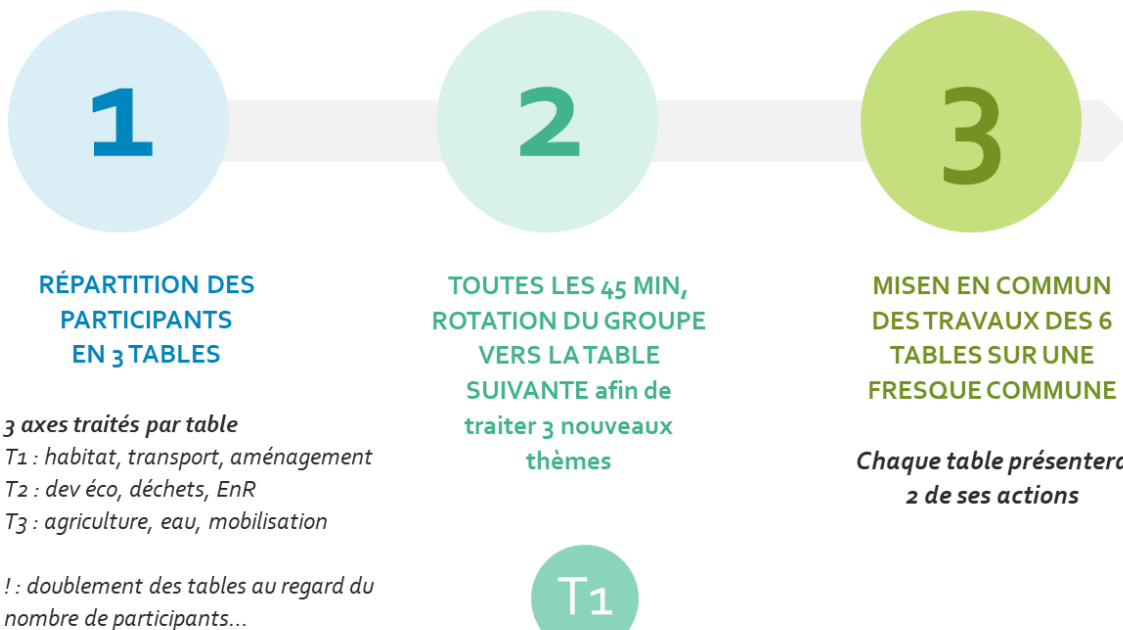 1
RÉPARTITION DES
PARTICIPANTS
EN 3 TABLES
3 axes traités par table
T1 : habitat, transport, aménagement
T2 : dev éco, déchets, EnR
T3 : agriculture, eau, mobilisation
! : doublement des tables au regard du
nombre de participants...
2
TOUTES LES 45 MIN,
ROTATION DU GROUPE
VERS LA TABLE
SUIVANTE afin de
traiter 3 nouveaux
thèmes
T1
3
MISEN EN COMMUN
DES TRAVAUX DES 6
TABLES SUR UNE
FRESQUE COMMUNE
Chaque table présentera
2 de ses actions